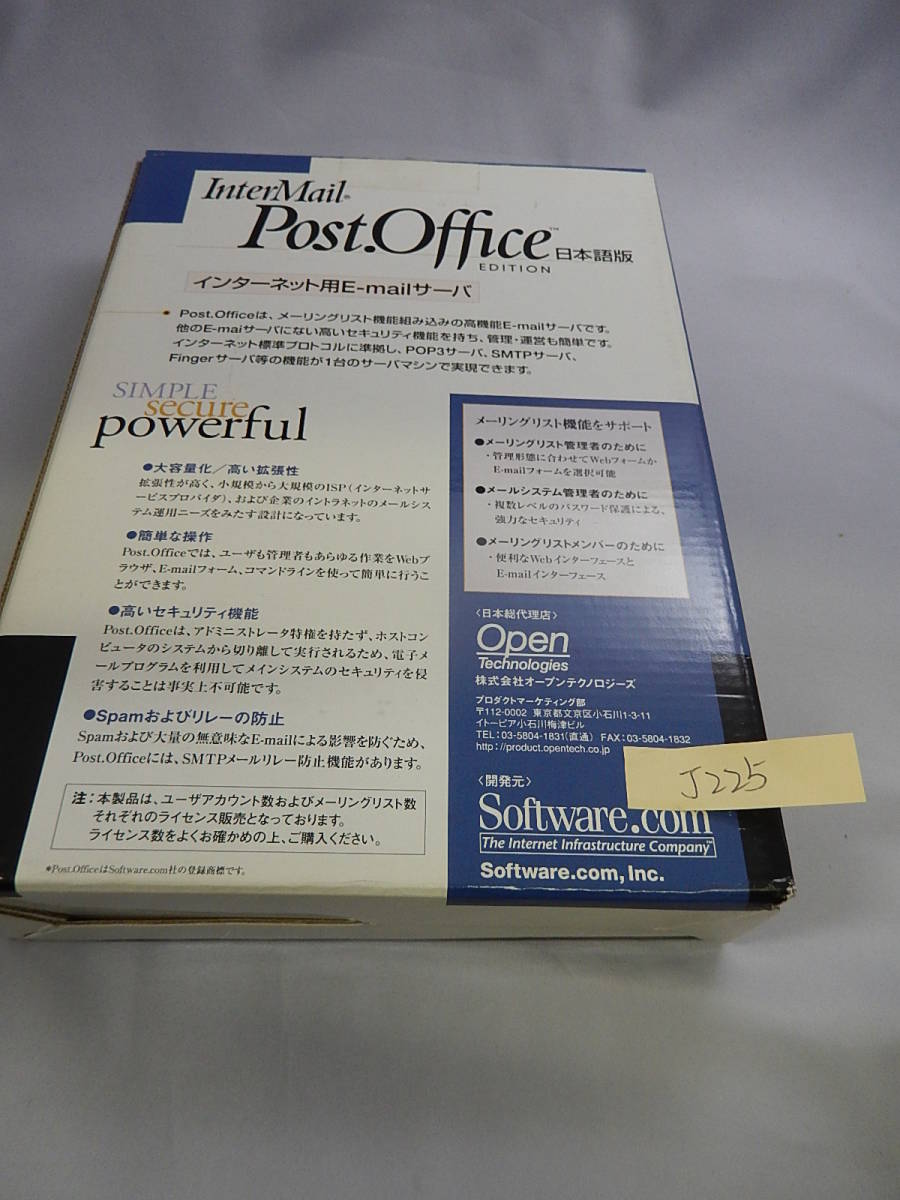 InterMail®
Post.Office™
EDITION
日本語版
インターネット用E-mailサーバ
● Post.Officeは、メーリングリスト機能組み込みの高機能E-mailサーバです。
他のE-maiサーバにない高いセキュリティ機能を持ち、管理・運営も簡単です。
インターネット標準プロトコルに準拠し、POP3サーバ、SMTPサーバ、
Fingerサーバ等の機能が1台のサーバマシンで実現できます。
SIMPLE
secure
powerful
●大容量化／高い拡張性
拡張性が高く、小規模から大規模のISP（インターネットサ
ービスプロバイダ）、および企業のイントラネットのメールシス
テム運用ニーズをみたす設計になっています。
●簡単な操作
Post.Officeでは、ユーザも管理者もあらゆる作業をWebブ
ラウザ、E-mailフォーム、コマンドラインを使って簡単に行うこ
とができます。
●高いセキュリティ機能
Post.Officeは、アドミニストレータ特権を持たず、ホストコン
ピュータのシステムから切り離して実行されるため、電子メ
ールプログラムを利用してメインシステムのセキュリティを侵
害することは事実上不可能です。
●Spamおよびリレーの防止
Spamおよび大量の無意味なE-mailによる影響を防ぐため、
Post.Officeには、SMTPメールリレー防止機能があります。
注：本製品は、ユーザアカウント数およびメーリングリスト数
それぞれのライセンス販売となっております。
ライセンス数をよくお確かめの上、ご購入ください。
*Post.OfficeはSoftware.com社の登録商標です。
メーリングリスト機能をサポート
●メーリングリスト管理者のために
・管理形態に合わせてWebフォームか
E-mailフォームを選択可能
●メールシステム管理者のために
・複数レベルのパスワード保護による、
強力なセキュリティ
●メーリングリストメンバーのために
・便利なWebインターフェースと
E-mailインターフェース
〈日本総代理店〉
Open
Technologies
株式会社オープンテクノロジーズ
プロダクトマーケティング部
〒112-0002 東京都文京区小石川1-3-11
イトーピア小石川梅津ビル
TEL：03-5804-1831（直通） FAX：03-5804-1832
http://product.opentech.co.jp
J225
〈開発元〉
Software.com
The Internet Infrastructure Company™
Software.com, Inc.